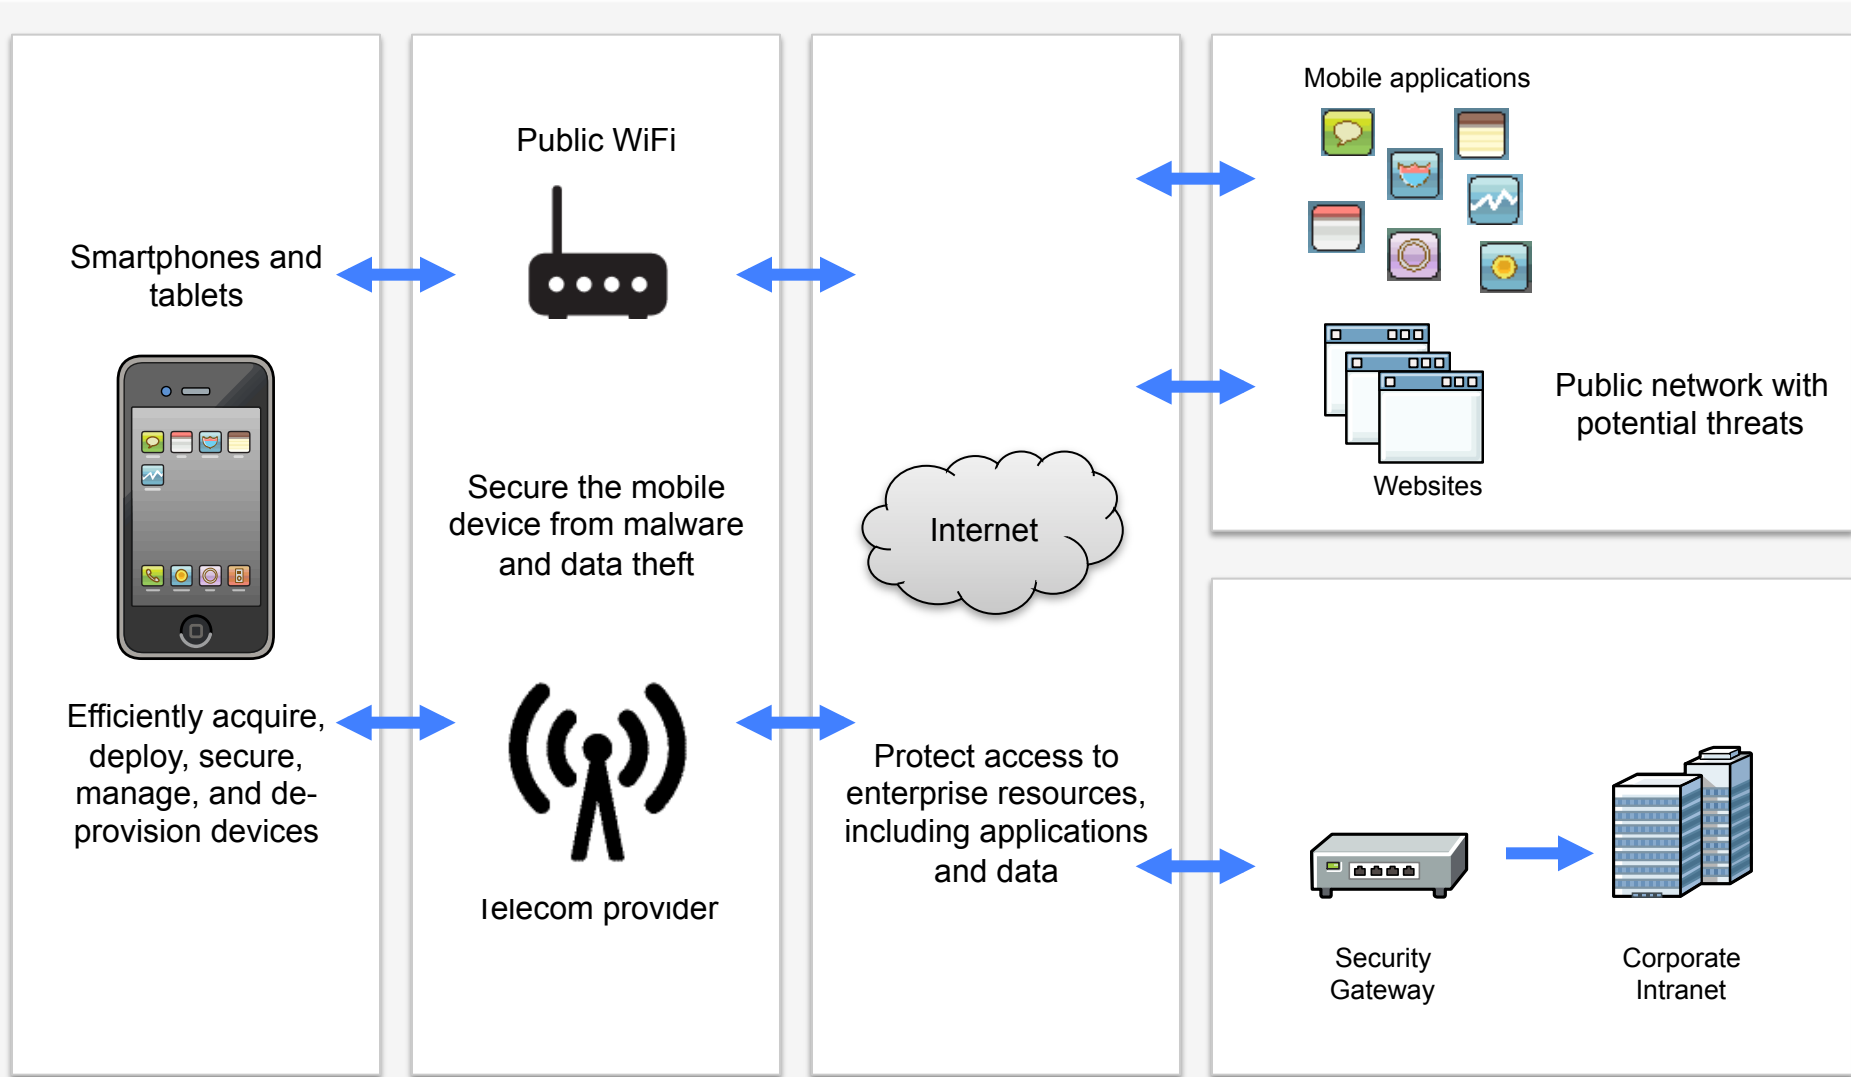 Smartphones and
tablets
Efficiently acquire,
deploy, secure,
manage, and de-
provision devices
Public WiFi
Secure the mobile
device from malware
and data theft
Telecom provider
Internet
Protect access to
enterprise resources,
including applications
and data
Mobile applications
Websites
Public network with
potential threats
Security
Gateway
Corporate
Intranet